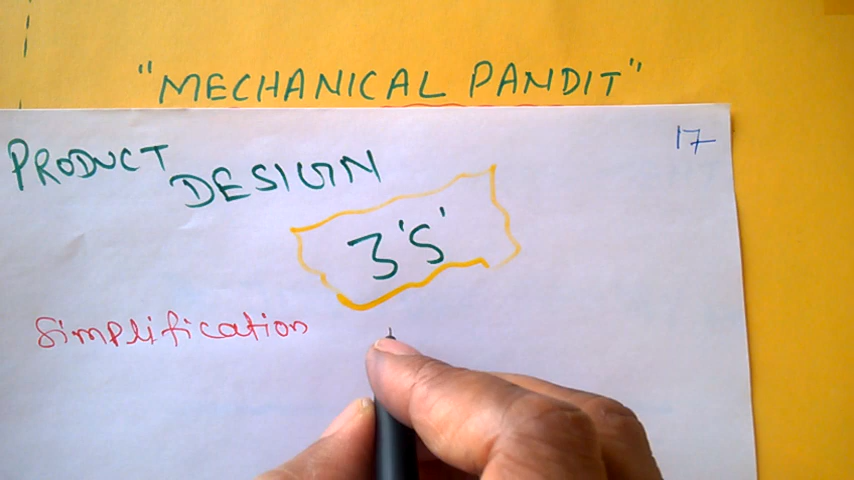 "MECHANICAL PANDIT"
17
PRODUCT DESIGN
3'S'
Simplification